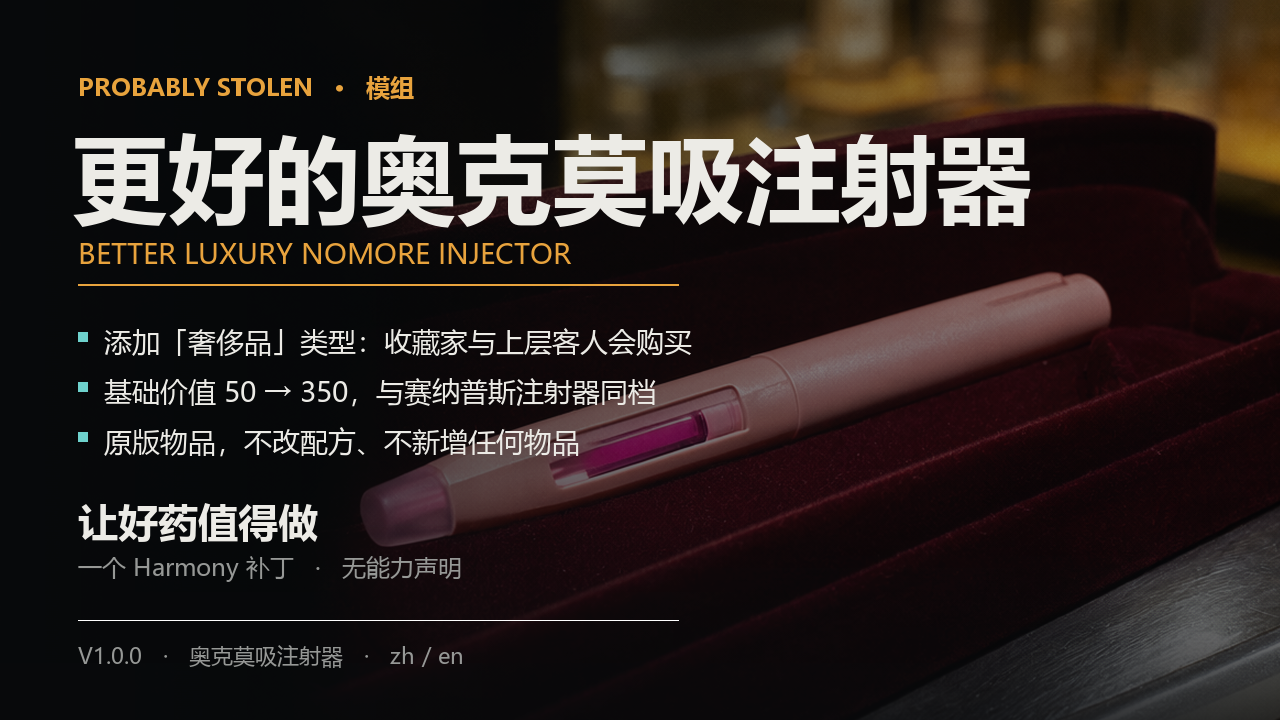 PROBABLY STOLEN • 模组
更好的奥克莫吸注射器
BETTER LUXURY NOMORE INJECTOR
添加「奢侈品」类型：收藏家与上层客人会购买
基础价值 50 → 350，与赛纳普斯注射器同档
原版物品，不改配方、不新增任何物品
让好药值得做
一个 Harmony 补丁 · 无能力声明
V1.0.0 · 奥克莫吸注射器 · zh / en